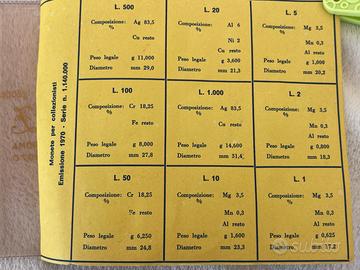 Monete per collezionisti
Emissione 1970 - Serie n. 1.140.000
L. 500
Composizione: Ag 83,5
%
Cu resto
Peso legale g 11,000
Diametro mm 29,0
L. 20
Composizione: Al 6
%
Ni 2
Cu resto
Peso legale g 3,600
Diametro mm 21,3
L. 5
Composizione: Mg 3,5
%
Mn 0,3
Al resto
Peso legale g 1,000
Diametro mm 20,2
L. 100
Composizione: Cr 18,25
%
Fe resto
Peso legale g 8,000
Diametro mm 27,8
L. 1.000
Composizione: Ag 83,5
%
Cu resto
Peso legale g 14,600
Diametro mm 31,4
L. 2
Composizione: Mg 3,5
%
Mn 0,3
Al resto
Peso legale g 0,800
Diametro mm 18,3
L. 50
Composizione: Cr 18,25
%
Fe resto
Peso legale g 6,250
Diametro mm 24,8
L. 10
Composizione: Mg 3,5
%
Mn 0,3
Al resto
Peso legale g 1,600
Diametro mm 23,3
L. 1
Composizione: Mg 3,5
%
Mn 0,3
Al resto
Peso legale g 0,625
Diametro mm 17,2
subito